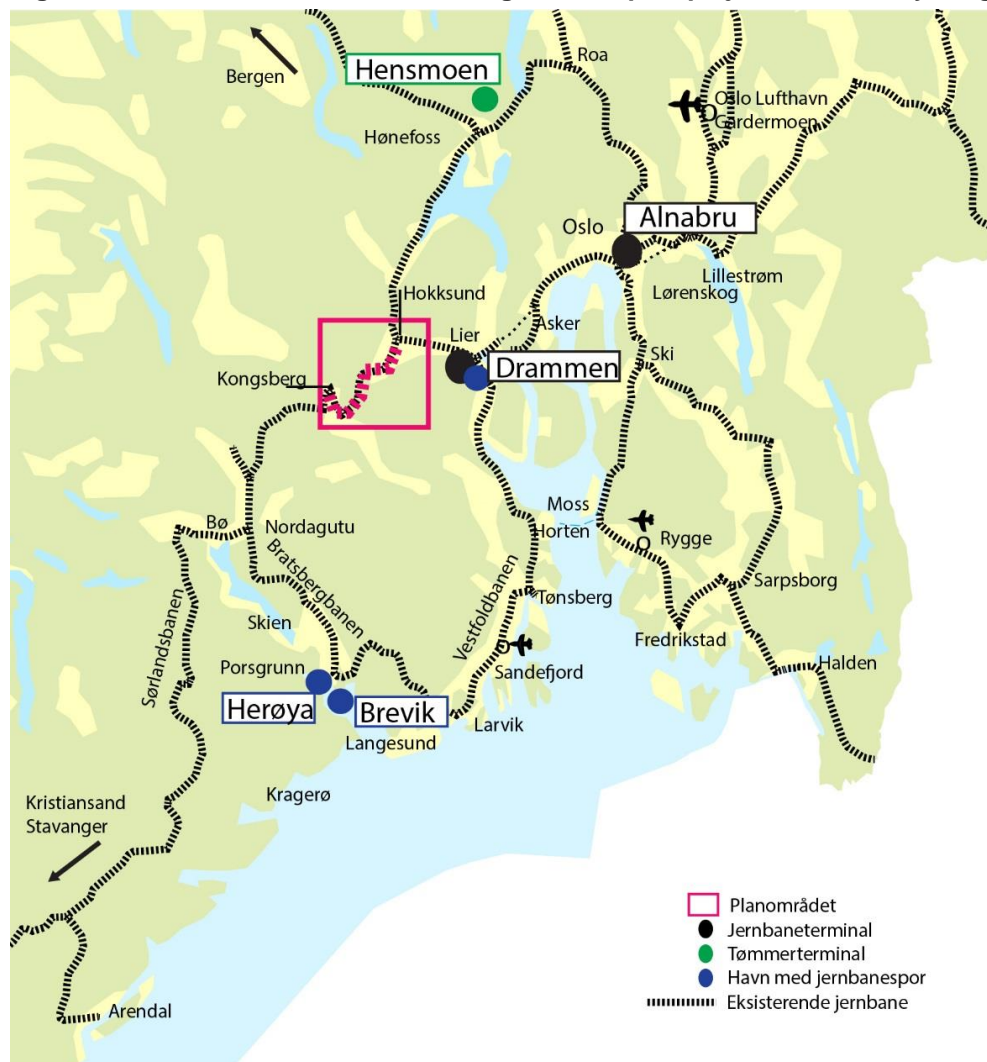 Bergen
Hensmoen
Roa
Oslo Lufthavn
Gardermoen
Hønefoss
Alnabru
Oslo
Lillestrøm
Lørenskog
Hokksund
Lier
Asker
Ski
Drammen
Kongsberg
Moss
Horten
Rygge
Bø
Nordagutu
Bratsbergbanen
Sarpsborg
Tønsberg
Vestfoldbanen
Skien
Fredrikstad
Sørlandsbanen
Porsgrunn
Sandefjord
Halden
Herøya
Brevik
Larvik
Langesund
Kragerø
Kristiansand
Stavanger
Arendal
Planområdet
Jernbaneterminal
Tømmerterminal
Havn med jernbanespor
Eksisterende jernbane